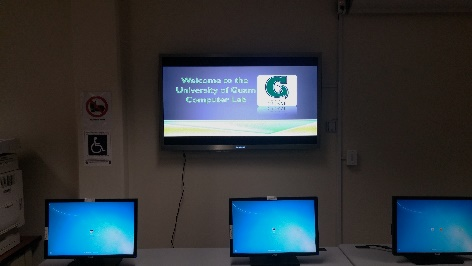 Welcome to the
University of Guam
Computer Lab
G